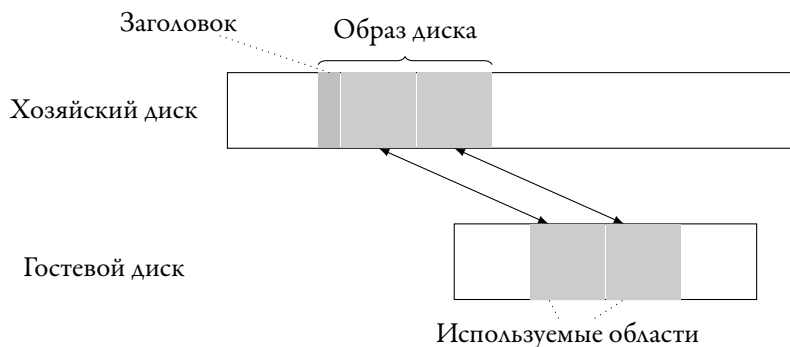 Заголовок
Образ диска
Хозяйский диск
Гостевой диск
Используемые области